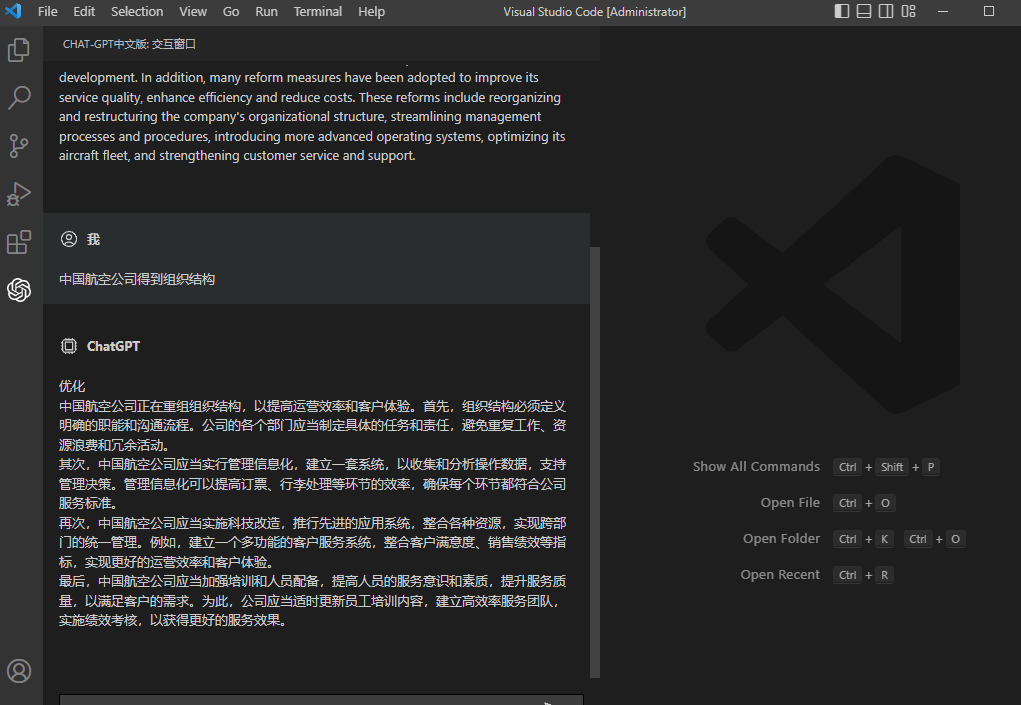 File Edit Selection View Go Run Terminal Help
Visual Studio Code [Administrator]
CHAT-GPT中文版: 交互窗口
development. In addition, many reform measures have been adopted to improve its
service quality, enhance efficiency and reduce costs. These reforms include reorganizing
and restructuring the company's organizational structure, streamlining management
processes and procedures, introducing more advanced operating systems, optimizing its
aircraft fleet, and strengthening customer service and support.
我
中国航空公司得到组织结构
ChatGPT
优化
中国航空公司正在重组组织结构，以提高运营效率和客户体验。首先，组织结构必须定义
明确的职能和沟通流程。公司的各个部门应当制定具体的任务和责任，避免重复工作、资
源浪费和冗余活动。
其次，中国航空公司应当实行管理信息化，建立一套系统，以收集和分析操作数据，支持
管理决策。管理信息化可以提高订票、行李处理等环节的效率，确保每个环节都符合公司
服务标准。
再次，中国航空公司应当实施科技改造，推行先进的应用系统，整合各种资源，实现跨部
门的统一管理。例如，建立一个多功能的客户服务系统，整合客户满意度、销售绩效等指
标，实现更好的运营效率和客户体验。
最后，中国航空公司应当加强培训和人员配备，提高人员的服务意识和素质，提升服务质
量，以满足客户的需求。为此，公司应当适时更新员工培训内容，建立高效率服务团队，
实施绩效考核，以获得更好的服务效果。
Show All Commands Ctrl + Shift + P
Open File Ctrl + O
Open Folder Ctrl + K Ctrl + O
Open Recent Ctrl + R